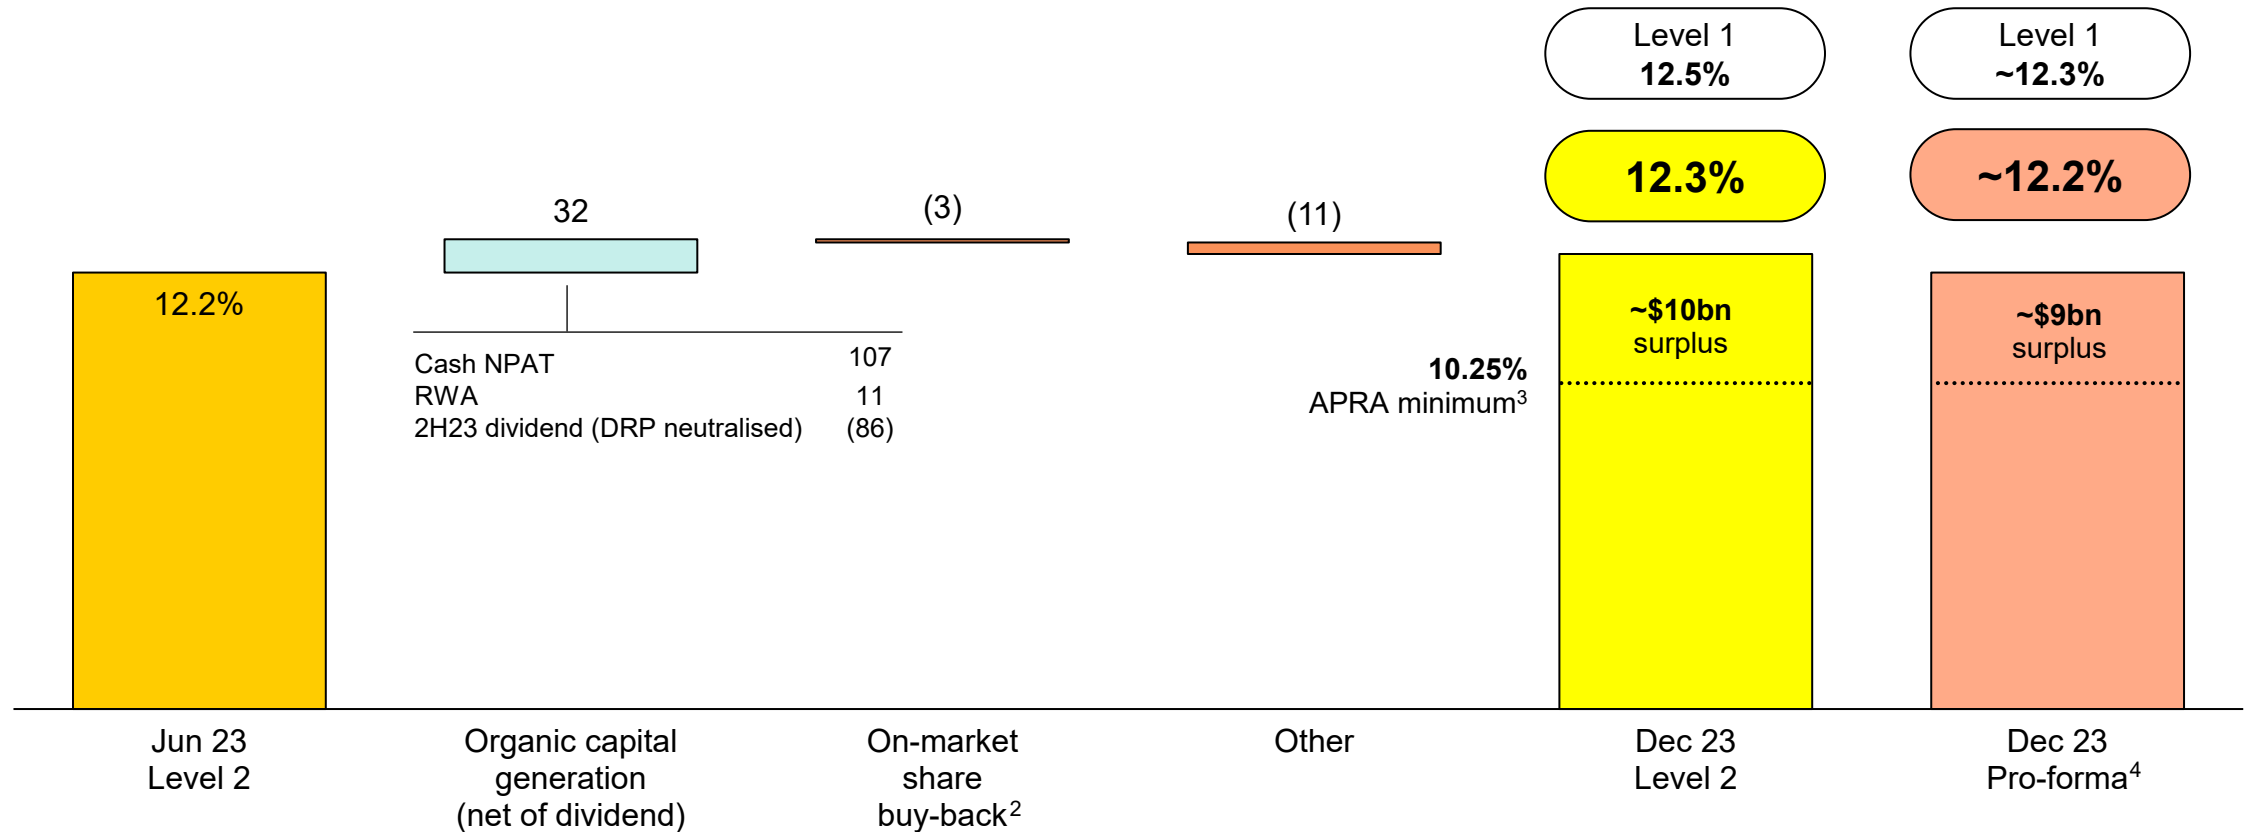 Level 1
12.5%
Level 1
~12.3%
12.3%
~12.2%
32
(3)
(11)
12.2%
~$10bn
surplus
~$9bn
surplus
Cash NPAT 107
RWA 11
2H23 dividend (DRP neutralised) (86)
10.25%
APRA minimum³
Jun 23
Level 2
Organic capital
generation
(net of dividend)
On-market
share
buy-back²
Other
Dec 23
Level 2
Dec 23
Pro-forma⁴